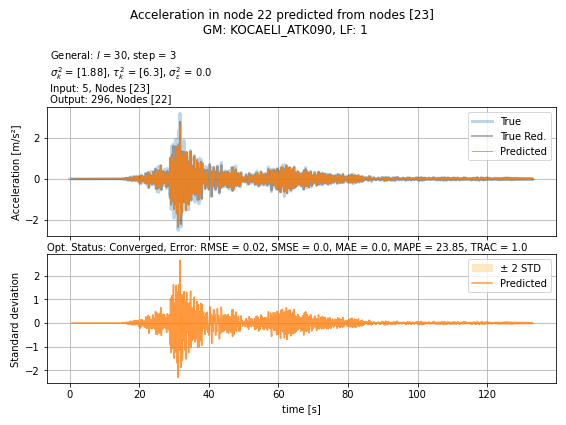 Acceleration in node 22 predicted from nodes [23]
GM: KOCAELI_ATK090, LF: 1
General: l = 30, step = 3
σ²ₖ = [1.88], τ²ₖ = [6.3], σ²ε = 0.0
Input: 5, Nodes [23]
Output: 296, Nodes [22]
True
True Red.
Predicted
Acceleration [m/s²]
2
0
−2
Opt. Status: Converged, Error: RMSE = 0.02, SMSE = 0.0, MAE = 0.0, MAPE = 23.85, TRAC = 1.0
± 2 STD
Predicted
Standard deviation
2
1
0
−1
−2
0 20 40 60 80 100 120
time [s]